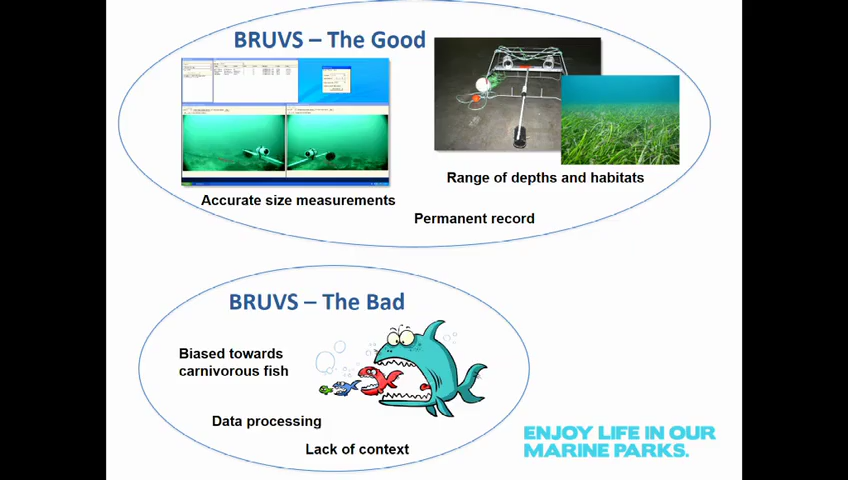 BRUVS – The Good
Accurate size measurements
Range of depths and habitats
Permanent record
BRUVS – The Bad
Biased towards
carnivorous fish
Data processing
Lack of context
ENJOY LIFE IN OUR
MARINE PARKS.